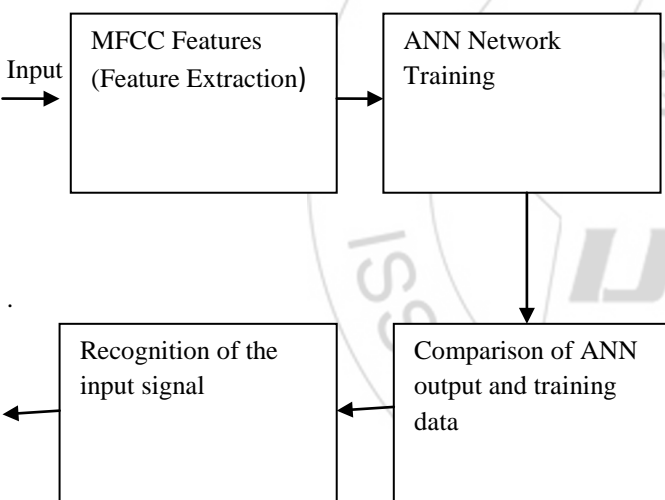 Input
MFCC Features
(Feature Extraction)
ANN Network
Training
.
Recognition of the
input signal
Comparison of ANN
output and training
data